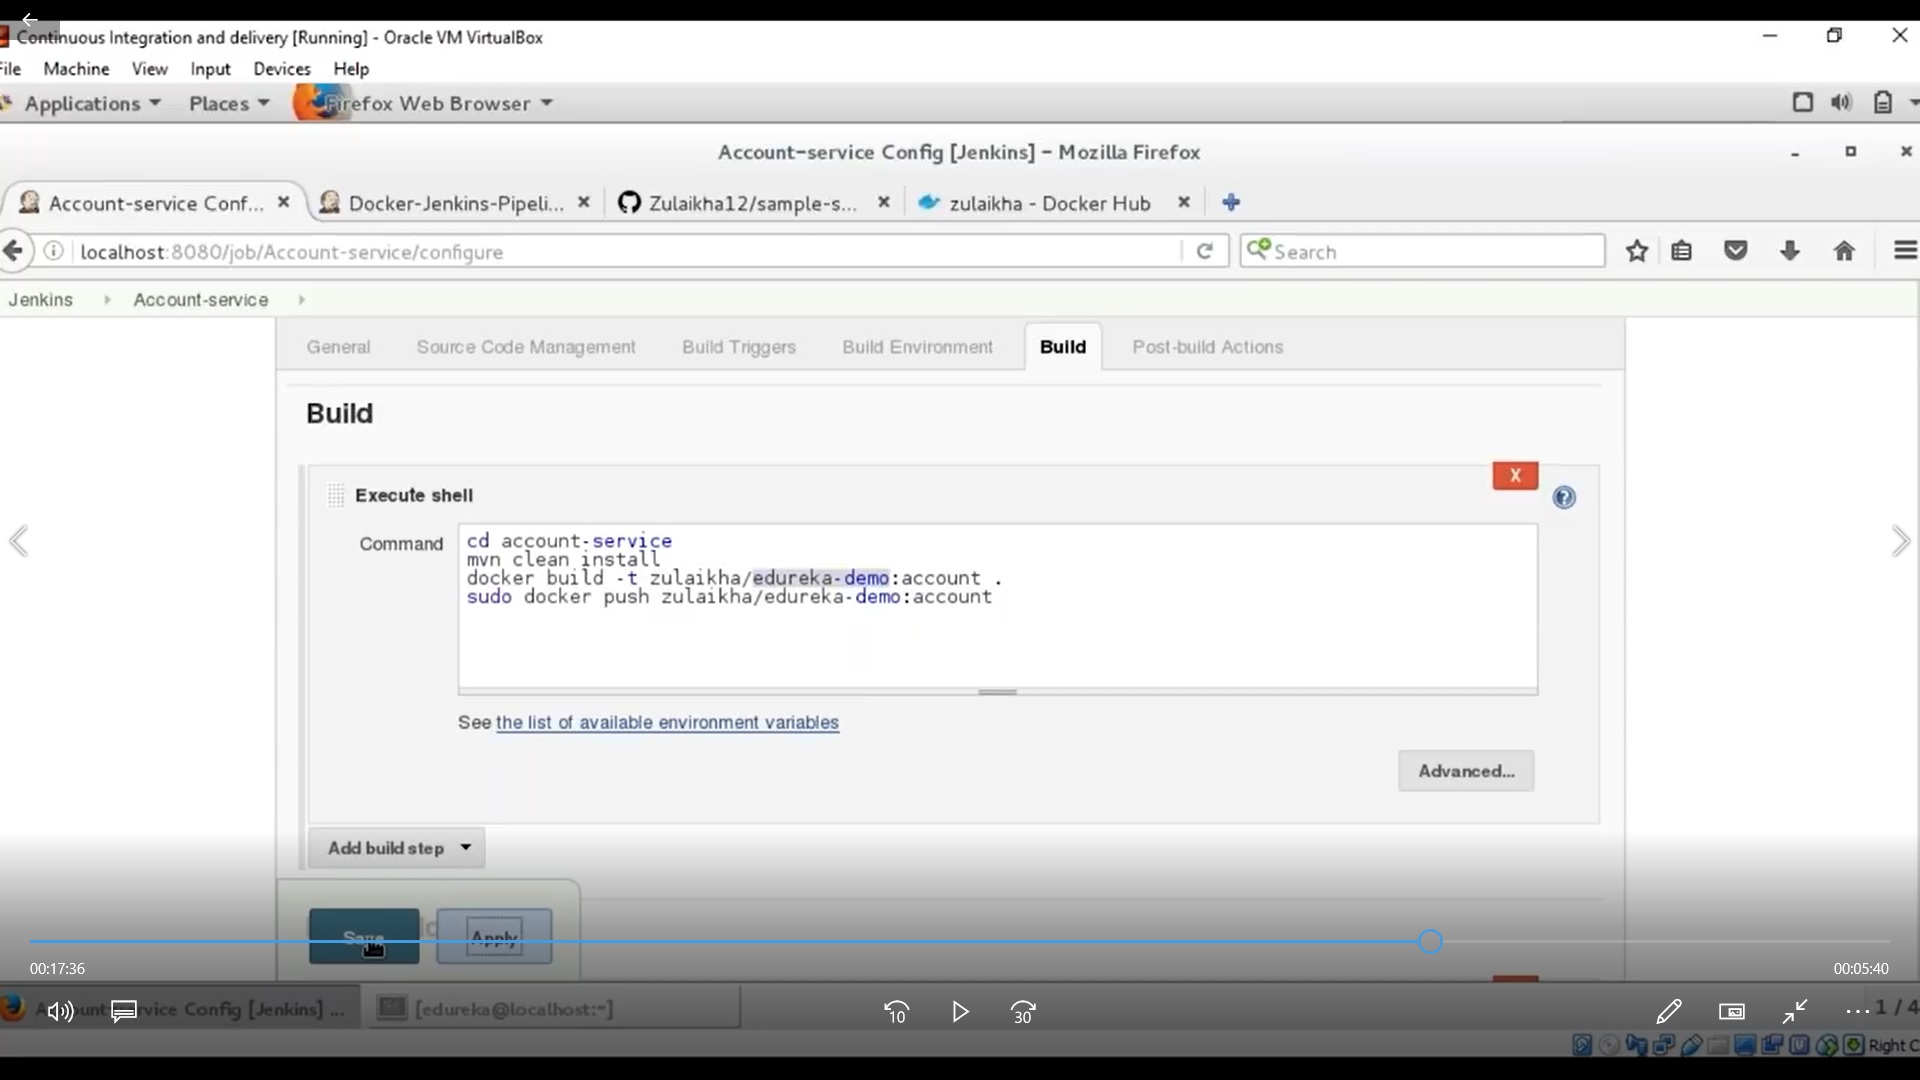 Continuous Integration and delivery [Running] - Oracle VM VirtualBox
File Machine View Input Devices Help
Applications Places Firefox Web Browser
Account-service Config [Jenkins] - Mozilla Firefox
Account-service Conf... Docker-Jenkins-Pipeli... Zulaikha12/sample-s... zulaikha - Docker Hub
localhost:8080/job/Account-service/configure Search
Jenkins Account-service
General Source Code Management Build Triggers Build Environment Build Post-build Actions
Build
X
Execute shell
Command
cd account-service
mvn clean install
docker build -t zulaikha/edureka-demo:account .
sudo docker push zulaikha/edureka-demo:account
See the list of available environment variables
Advanced...
Add build step
Save Apply
00:17:36 00:05:40
Account-service Config [Jenkins] ... [edureka@localhost:~] 1 / 4
10 30
Right C